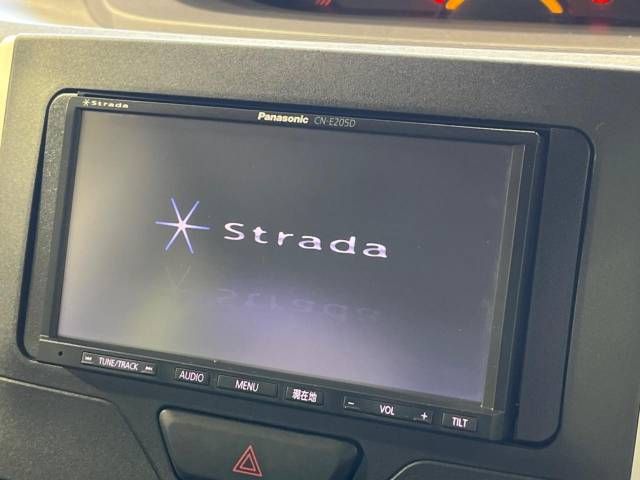 Strada
Panasonic CN-E205D
Strada
TUNE/TRACK
AUDIO
MENU
現在地
− VOL +
TILT